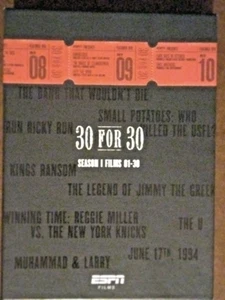 08
09
10
THE BAND THAT WOULDN'T DIE
SMALL POTATOES: WHO
RUN RICKY RUN
KILLED THE USFL?
30 FOR 30
SEASON I FILMS 01-30
KINGS RANSOM
THE LEGEND OF JIMMY THE GREEK
WINNING TIME: REGGIE MILLER
THE U
VS. THE NEW YORK KNICKS
JUNE 17TH, 1994
MUHAMMAD & LARRY
ESPN
FILMS